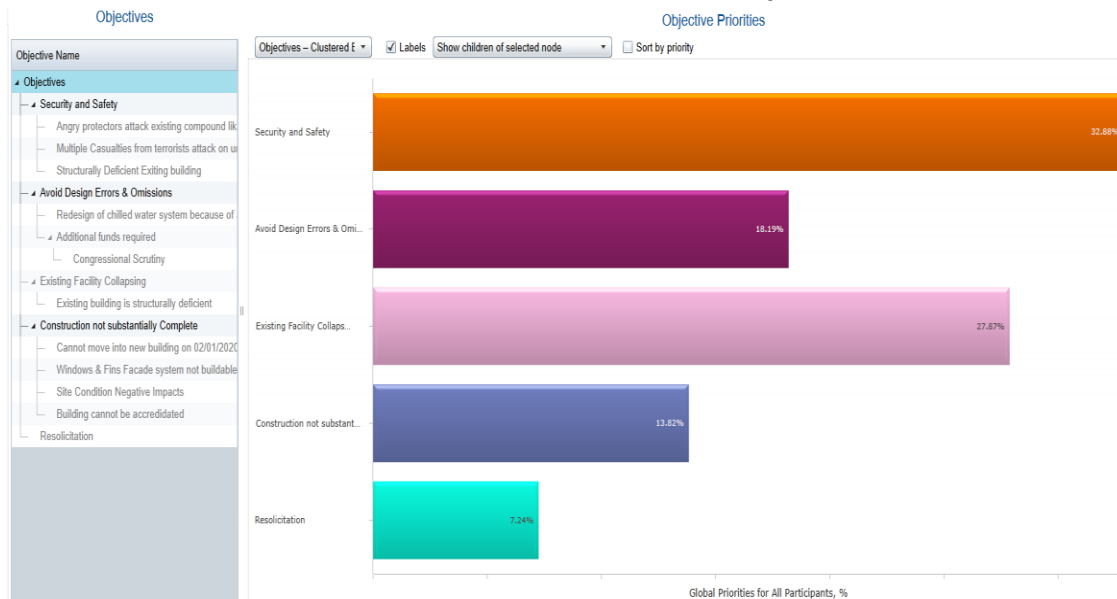 Objectives
Objective Name
Objectives
Security and Safety
Angry protectors attack existing compound lik
Multiple Casualties from terrorists attack on u
Structurally Deficient Exiting building
Avoid Design Errors & Omissions
Redesign of chilled water system because of
Additional funds required
Congressional Scrutiny
Existing Facility Collapsing
Existing building is structurally deficient
Construction not substantially Complete
Cannot move into new building on 02/01/2020
Windows & Fins Facade system not buildable
Site Condition Negative Impacts
Building cannot be accredidated
Resolicitation
Objective Priorities
Objectives – Clustered E
Labels
Show children of selected node
Sort by priority
Security and Safety
32.88%
Avoid Design Errors & Omi...
18.19%
Existing Facility Collaps...
27.87%
Construction not substant...
13.82%
Resolicitation
7.24%
Global Priorities for All Participants, %